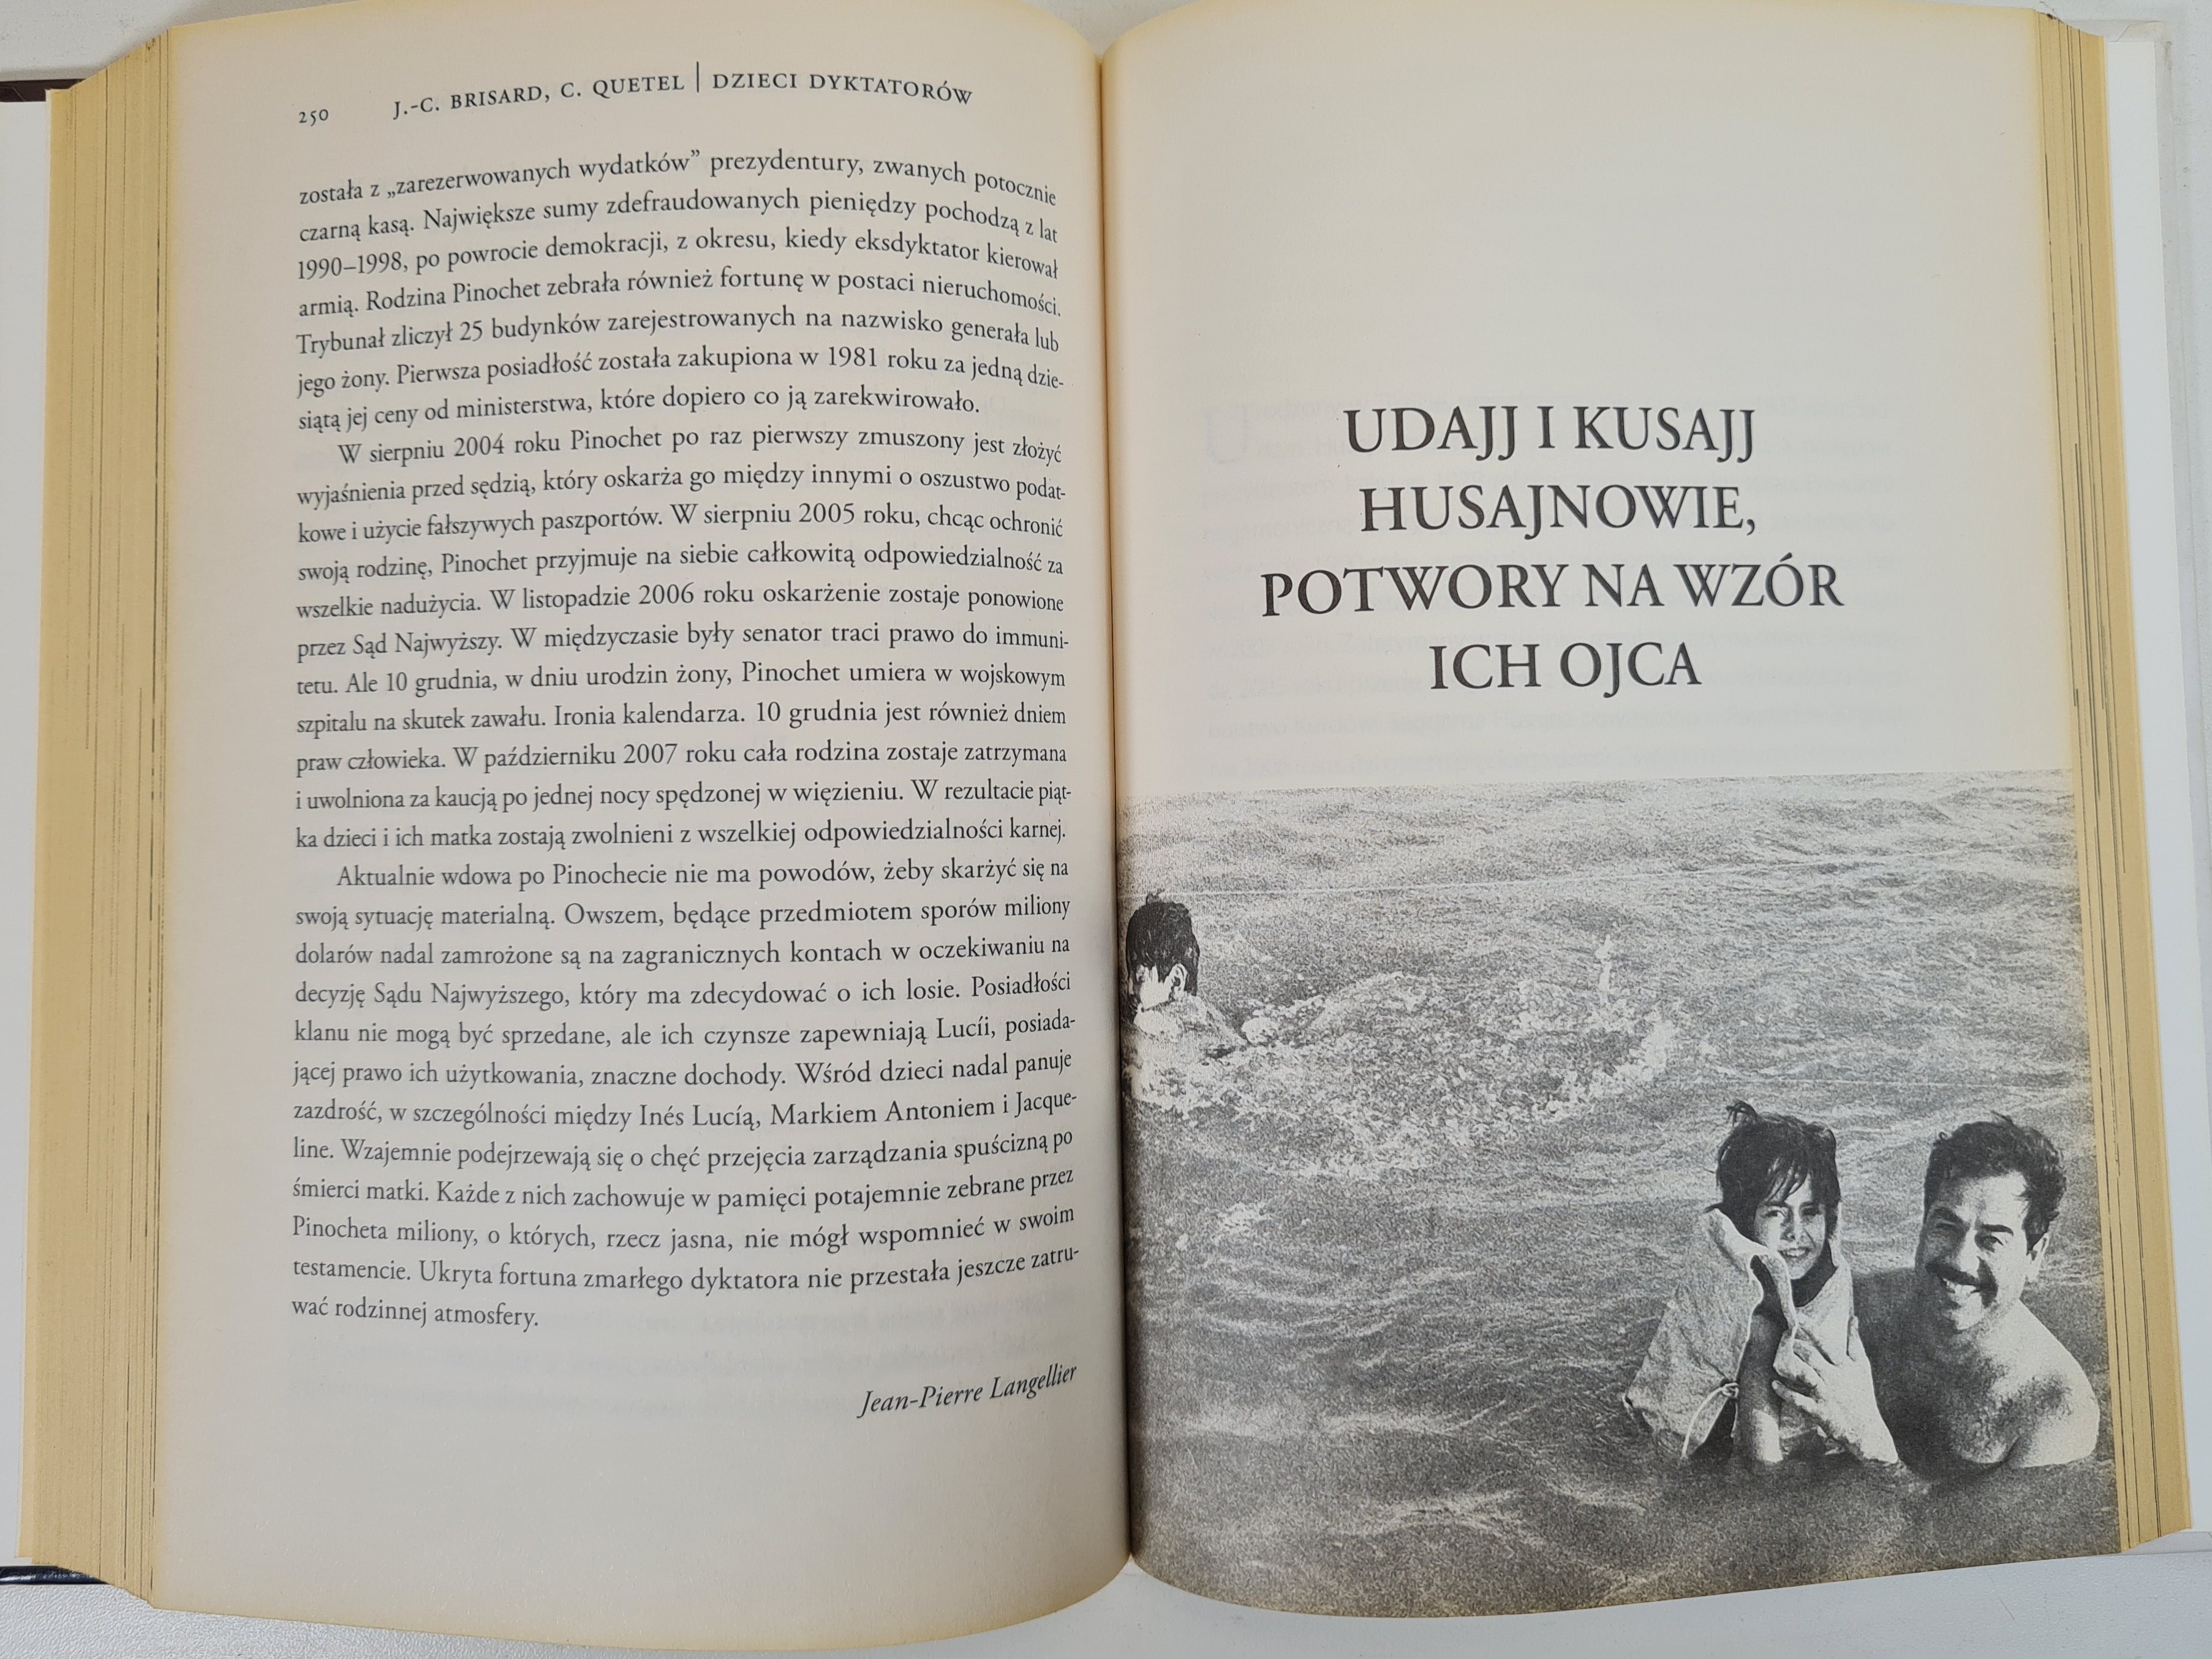 250 J.-C. BRISARD, C. QUETEL | DZIECI DYKTATORÓW
została z „zarezerwowanych wydatków” prezydentury, zwanych potocznie
czarną kasą. Największe sumy zdefraudowanych pieniędzy pochodzą z lat
1990–1998, po powrocie demokracji, z okresu, kiedy eksdyktator kierował
armią. Rodzina Pinochet zebrała również fortunę w postaci nieruchomości.
Trybunał zliczył 25 budynków zarejestrowanych na nazwisko generała lub
jego żony. Pierwsza posiadłość została zakupiona w 1981 roku za jedną dzie-
siątą jej ceny od ministerstwa, które dopiero co ją zarekwirowało.
W sierpniu 2004 roku Pinochet po raz pierwszy zmuszony jest złożyć
wyjaśnienia przed sędzią, który oskarża go między innymi o oszustwo podat-
kowe i użycie fałszywych paszportów. W sierpniu 2005 roku, chcąc ochronić
swoją rodzinę, Pinochet przyjmuje na siebie całkowitą odpowiedzialność za
wszelkie nadużycia. W listopadzie 2006 roku oskarżenie zostaje ponowione
przez Sąd Najwyższy. W międzyczasie były senator traci prawo do immuni-
tetu. Ale 10 grudnia, w dniu urodzin żony, Pinochet umiera w wojskowym
szpitalu na skutek zawału. Ironia kalendarza. 10 grudnia jest również dniem
praw człowieka. W październiku 2007 roku cała rodzina zostaje zatrzymana
i uwolniona za kaucją po jednej nocy spędzonej w więzieniu. W rezultacie piąt-
ka dzieci i ich matka zostają zwolnieni z wszelkiej odpowiedzialności karnej.
Aktualnie wdowa po Pinochecie nie ma powodów, żeby skarżyć się na
swoją sytuację materialną. Owszem, będące przedmiotem sporów miliony
dolarów nadal zamrożone są na zagranicznych kontach w oczekiwaniu na
decyzję Sądu Najwyższego, który ma zdecydować o ich losie. Posiadłości
klanu nie mogą być sprzedane, ale ich czynsze zapewniają Lucíi, posiada-
jącej prawo ich użytkowania, znaczne dochody. Wśród dzieci nadal panuje
zazdrość, w szczególności między Inés Lucíą, Markiem Antoniem i Jacque-
line. Wzajemnie podejrzewają się o chęć przejęcia zarządzania spuścizną po
śmierci matki. Każde z nich zachowuje w pamięci potajemnie zebrane przez
Pinocheta miliony, o których, rzecz jasna, nie mógł wspomnieć w swoim
testamencie. Ukryta fortuna zmarłego dyktatora nie przestała jeszcze zatru-
wać rodzinnej atmosfery.
Jean-Pierre Langellier
UDAJJ I KUSAJJ
HUSAJNOWIE,
POTWORY NA WZÓR
ICH OJCA